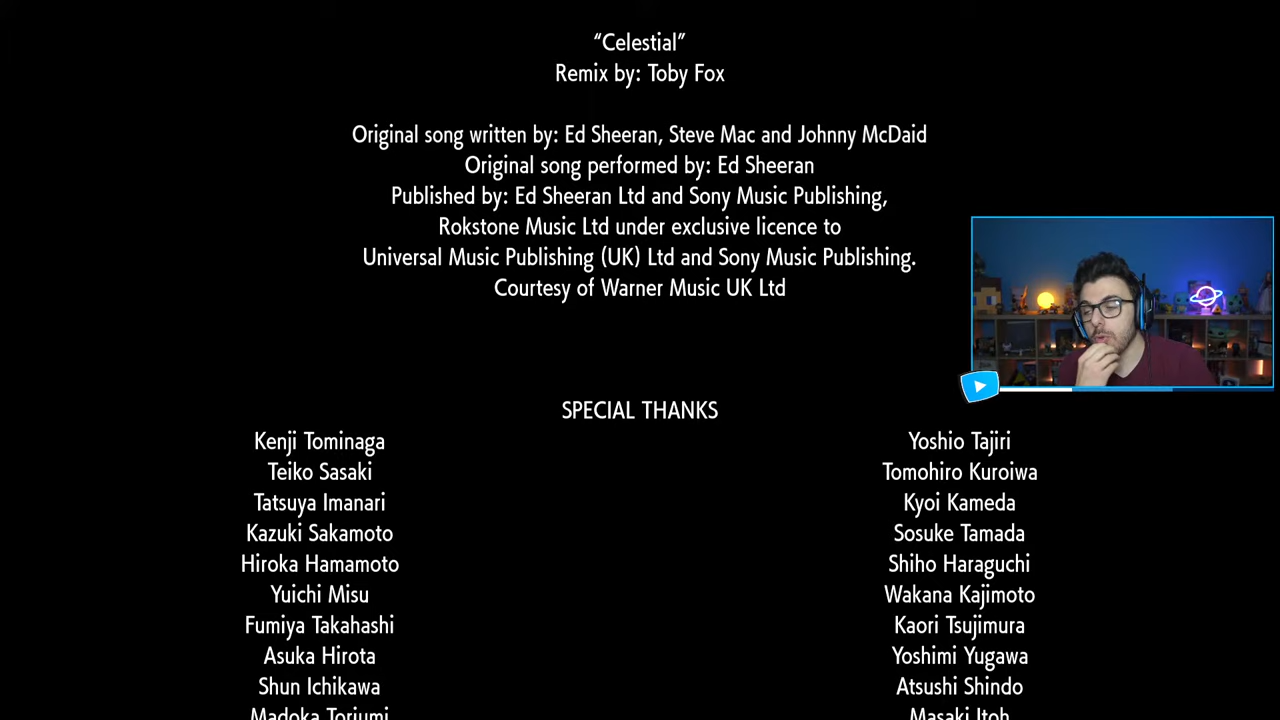 “Celestial”
Remix by: Toby Fox
Original song written by: Ed Sheeran, Steve Mac and Johnny McDaid
Original song performed by: Ed Sheeran
Published by: Ed Sheeran Ltd and Sony Music Publishing,
Rokstone Music Ltd under exclusive licence to
Universal Music Publishing (UK) Ltd and Sony Music Publishing.
Courtesy of Warner Music UK Ltd
SPECIAL THANKS
Kenji Tominaga Yoshio Tajiri
Teiko Sasaki Tomohiro Kuroiwa
Tatsuya Imanari Kyoi Kameda
Kazuki Sakamoto Sosuke Tamada
Hiroka Hamamoto Shiho Haraguchi
Yuichi Misu Wakana Kajimoto
Fumiya Takahashi Kaori Tsujimura
Asuka Hirota Yoshimi Yugawa
Shun Ichikawa Atsushi Shindo
Madoka Toriumi Masaki Itoh